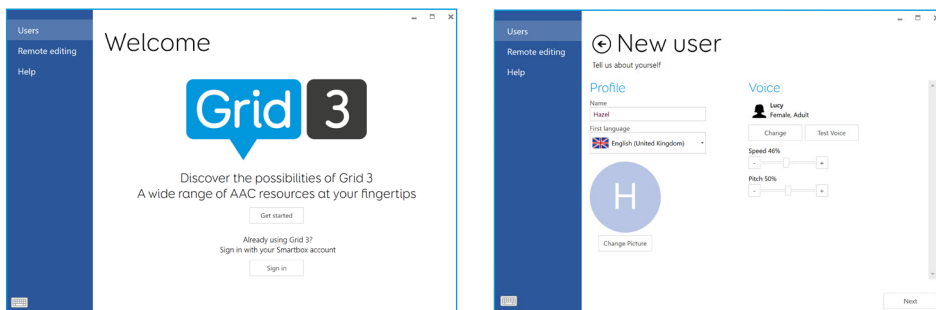 Users
Remote editing
Help
Welcome
Grid 3
Discover the possibilities of Grid 3
A wide range of AAC resources at your fingertips
Get started
Already using Grid 3?
Sign in with your Smartbox account
Sign in
Users
Remote editing
Help
New user
Tell us about yourself
Profile
Name
Hazel
First language
English (United Kingdom)
H
Change Picture
Voice
Lucy
Female, Adult
Change Test Voice
Speed 46%
- +
Pitch 50%
- +
Next